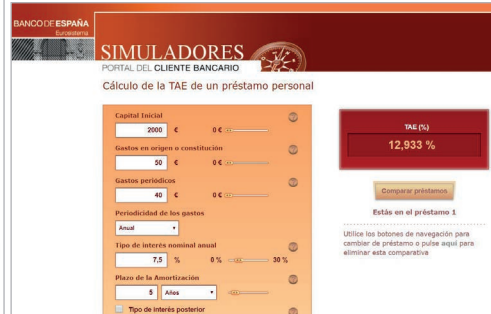 BANCO DE ESPAÑA
Eurosistema
SIMULADORES
PORTAL DEL CLIENTE BANCARIO
Cálculo de la TAE de un préstamo personal
Capital Inicial
2000 € 0 €
Gastos en origen o constitución
50 € 0 €
Gastos periódicos
40 € 0 €
Periodicidad de los gastos
Anual
Tipo de interés nominal anual
7,5 % 0 % 30 %
Plazo de la Amortización
5 Años
Tipo de interés posterior
TAE (%)
12,933 %
Comparar préstamos
Estás en el préstamo 1
Utilice los botones de navegación para
cambiar de préstamo o pulse aquí para
eliminar esta comparativa